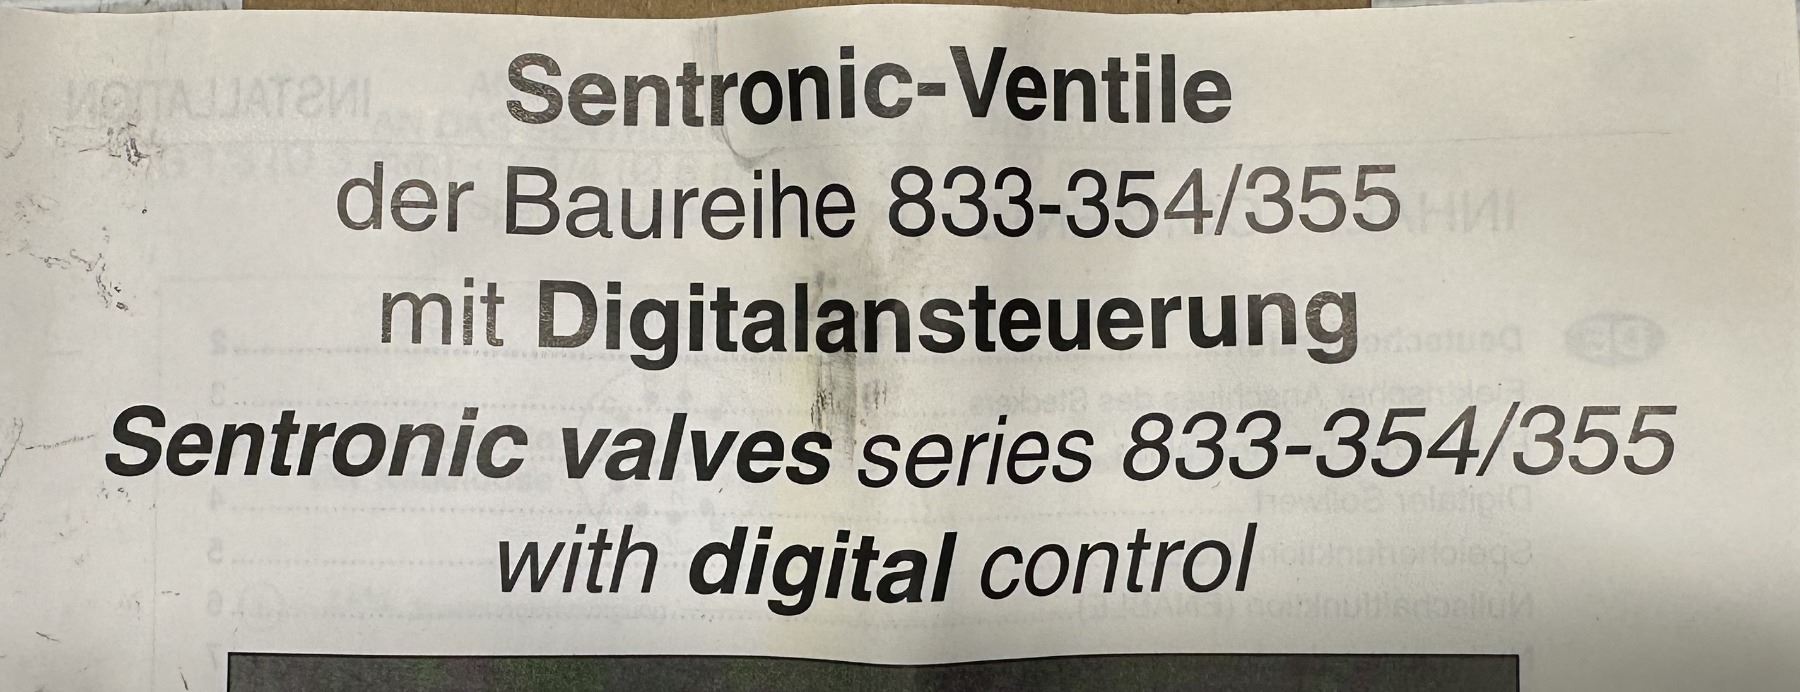 Sentronic-Ventile
der Baureihe 833-354/355
mit Digitalansteuerung
Sentronic valves series 833-354/355
with digital control